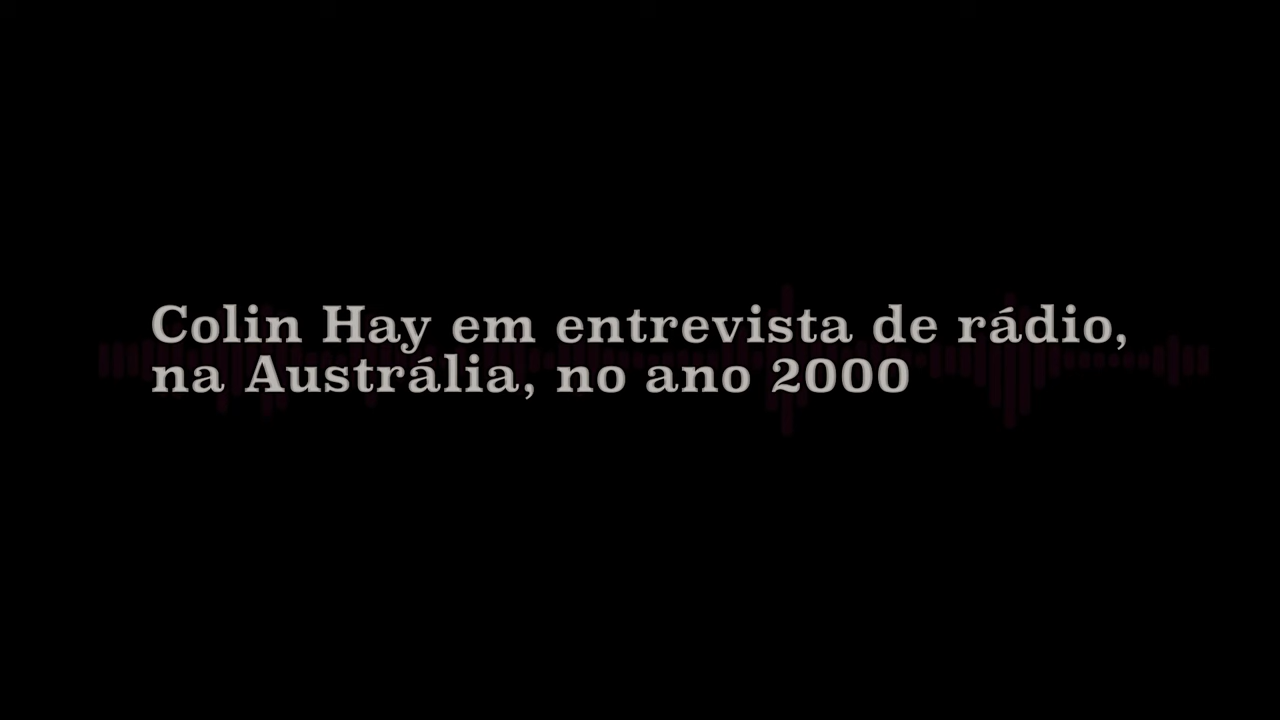 Colin Hay em entrevista de rádio,
na Austrália, no ano 2000